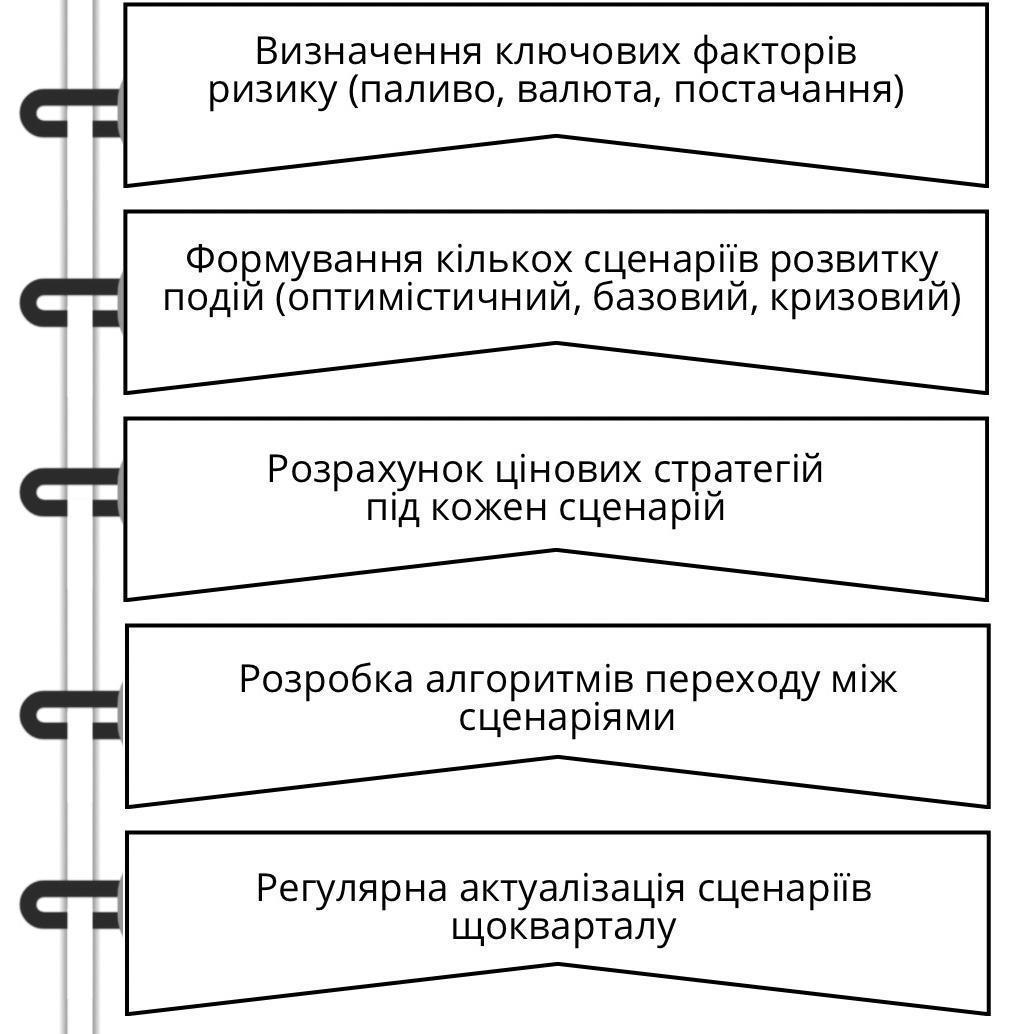 Визначення ключових факторів
ризику (паливо, валюта, постачання)
Формування кількох сценаріїв розвитку
подій (оптимістичний, базовий, кризовий)
Розрахунок цінових стратегій
під кожен сценарій
Розробка алгоритмів переходу між
сценаріями
Регулярна актуалізація сценаріїв
щокварталу